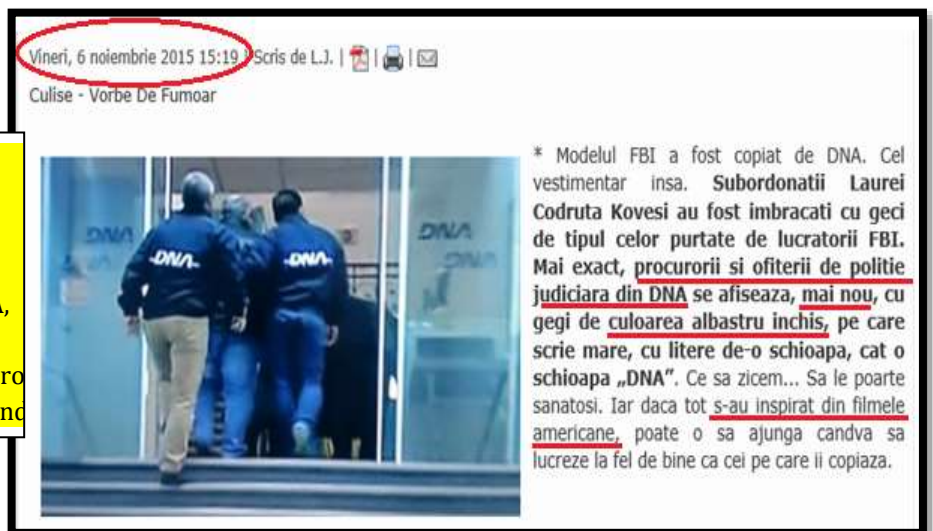 Vineri, 6 noiembrie 2015 15:19 | Scris de L.J. | | |
Culise - Vorbe De Fumoar
* Modelul FBI a fost copiat de DNA. Cel
vestimentar insa. Subordonatii Laurei
Codruta Kovesi au fost imbracati cu geci
de tipul celor purtate de lucratorii FBI.
Mai exact, procurorii si ofiterii de politie
judiciara din DNA se afiseaza, mai nou, cu
gegi de culoarea albastru inchis, pe care
scrie mare, cu litere de-o schioapa, cat o
schioapa „DNA”. Ce sa zicem... Sa le poarte
sanatosi. Iar daca tot s-au inspirat din filmele
americane, poate o sa ajunga candva sa
lucreze la fel de bine ca cei pe care ii copiaza.
DNA
DNA
-DNA-
-DNA-
ro